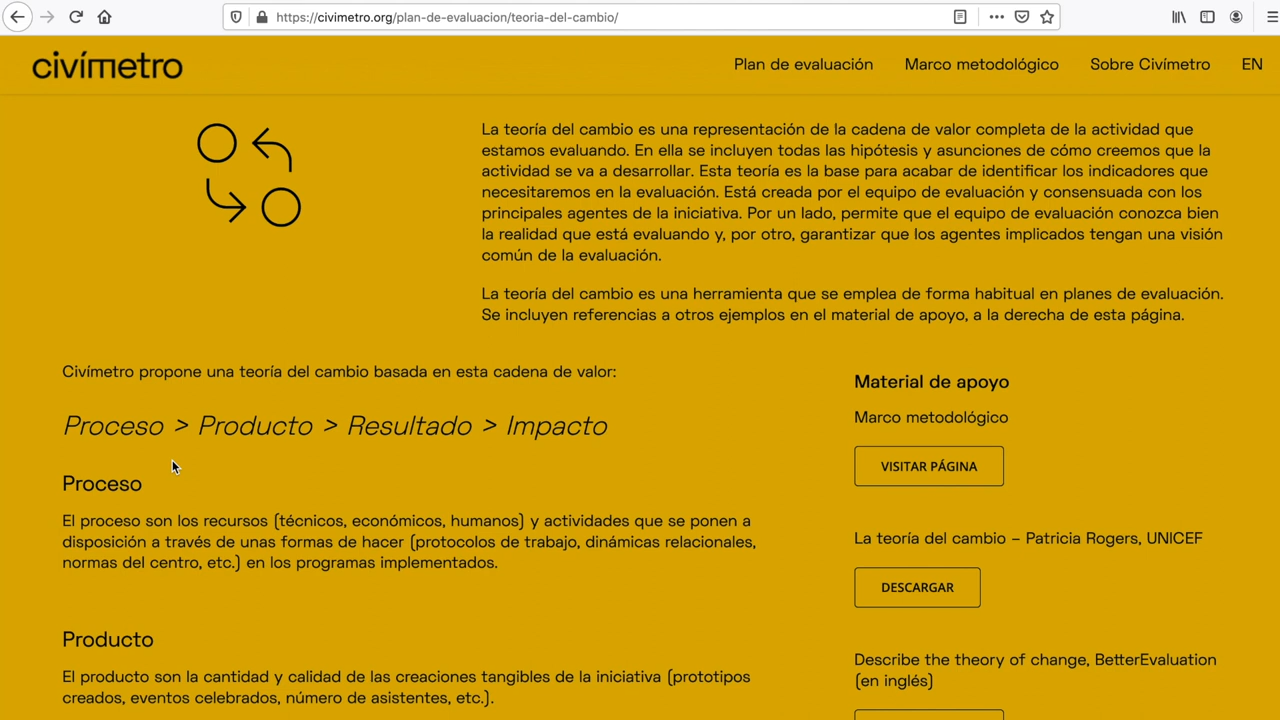 https://civimetro.org/plan-de-evaluacion/teoria-del-cambio/
civímetro
Plan de evaluación
Marco metodológico
Sobre Civímetro
EN
La teoría del cambio es una representación de la cadena de valor completa de la actividad que
estamos evaluando. En ella se incluyen todas las hipótesis y asunciones de cómo creemos que la
actividad se va a desarrollar. Esta teoría es la base para acabar de identificar los indicadores que
necesitaremos en la evaluación. Está creada por el equipo de evaluación y consensuada con los
principales agentes de la iniciativa. Por un lado, permite que el equipo de evaluación conozca bien
la realidad que está evaluando y, por otro, garantizar que los agentes implicados tengan una visión
común de la evaluación.
La teoría del cambio es una herramienta que se emplea de forma habitual en planes de evaluación.
Se incluyen referencias a otros ejemplos en el material de apoyo, a la derecha de esta página.
Civímetro propone una teoría del cambio basada en esta cadena de valor:
Proceso > Producto > Resultado > Impacto
Proceso
El proceso son los recursos (técnicos, económicos, humanos) y actividades que se ponen a
disposición a través de unas formas de hacer (protocolos de trabajo, dinámicas relacionales,
normas del centro, etc.) en los programas implementados.
Producto
El producto son la cantidad y calidad de las creaciones tangibles de la iniciativa (prototipos
creados, eventos celebrados, número de asistentes, etc.).
Material de apoyo
Marco metodológico
VISITAR PÁGINA
La teoría del cambio – Patricia Rogers, UNICEF
DESCARGAR
Describe the theory of change, BetterEvaluation
(en inglés)